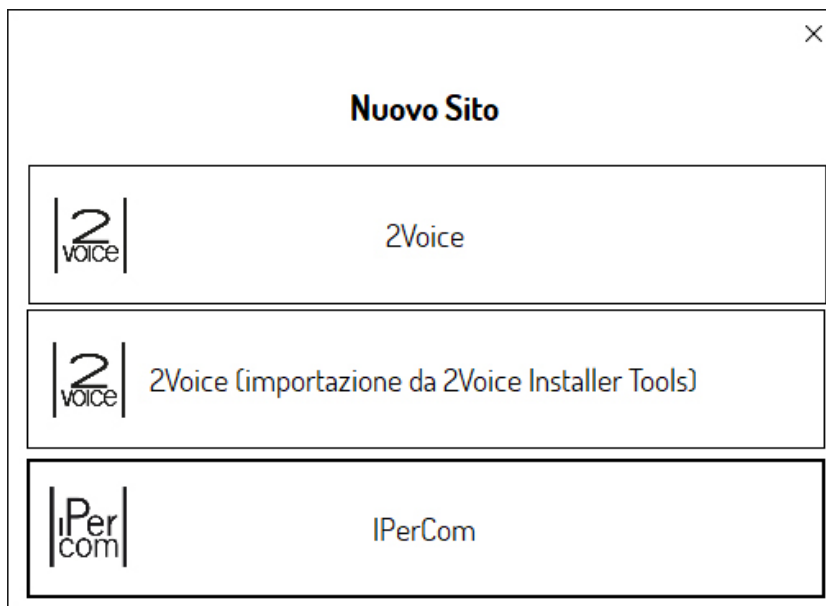 Nuovo Sito
2
VOICE
2Voice
2
VOICE
2Voice (importazione da 2Voice Installer Tools)
IPer
com
IPerCom